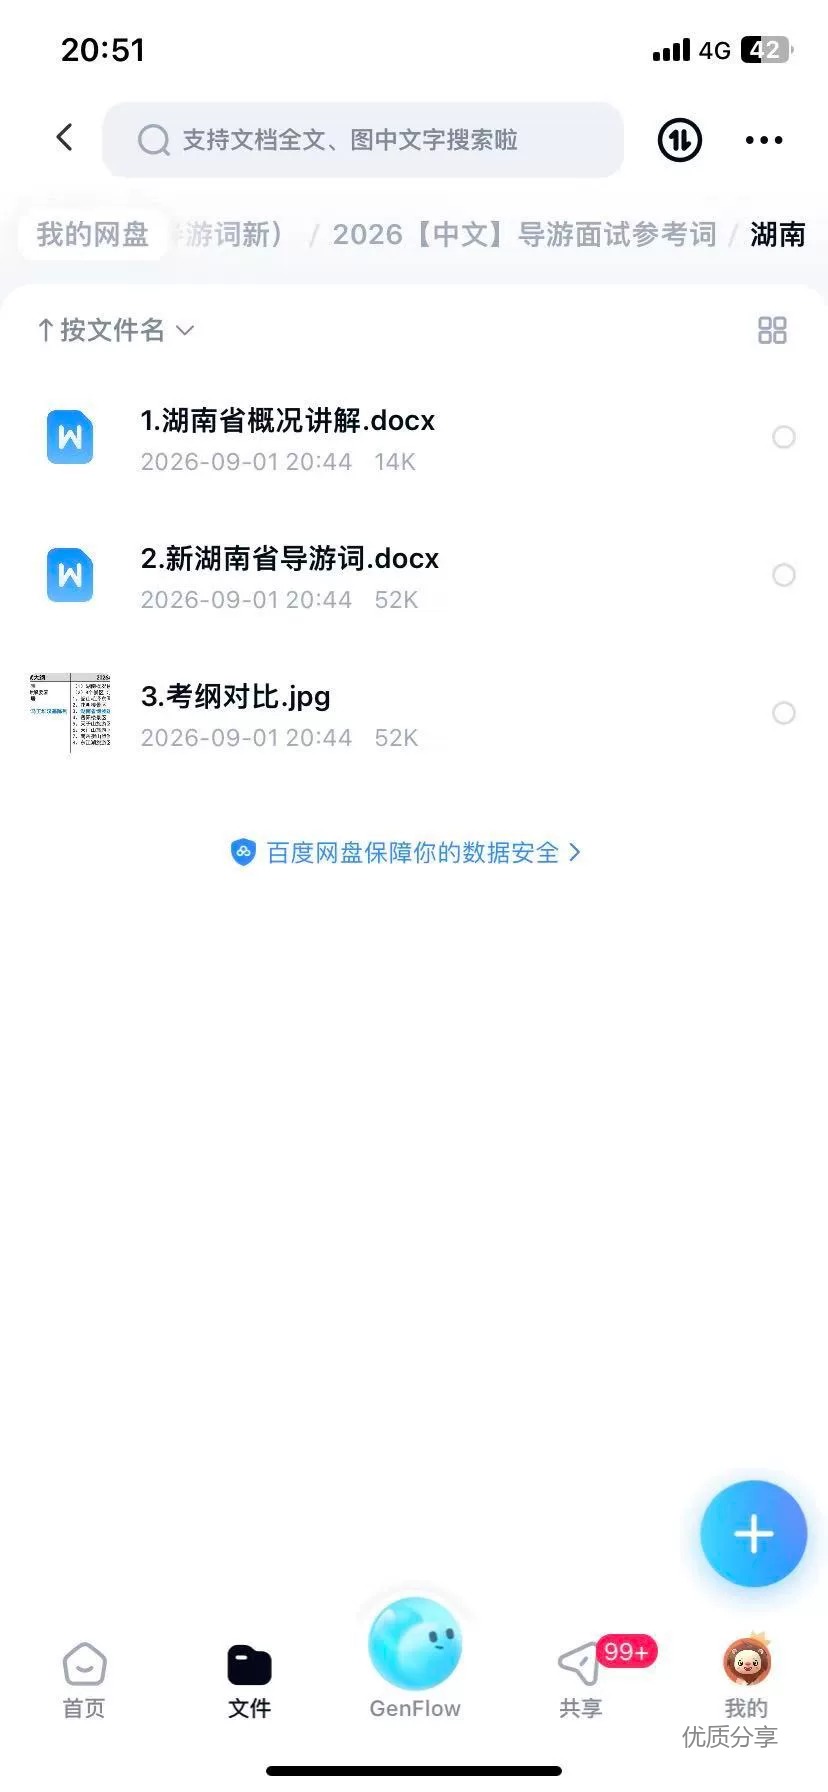 20:51
4G 42
支持文档全文、图中文字搜索啦
我的网盘 游词新） / 2026【中文】导游面试参考词 / 湖南
↑按文件名
1.湖南省概况讲解.docx
2026-09-01 20:44 14K
2.新湖南省导游词.docx
2026-09-01 20:44 52K
3.考纲对比.jpg
2026-09-01 20:44 52K
百度网盘保障你的数据安全
99+
首页
文件
GenFlow
共享
我的
优质分享